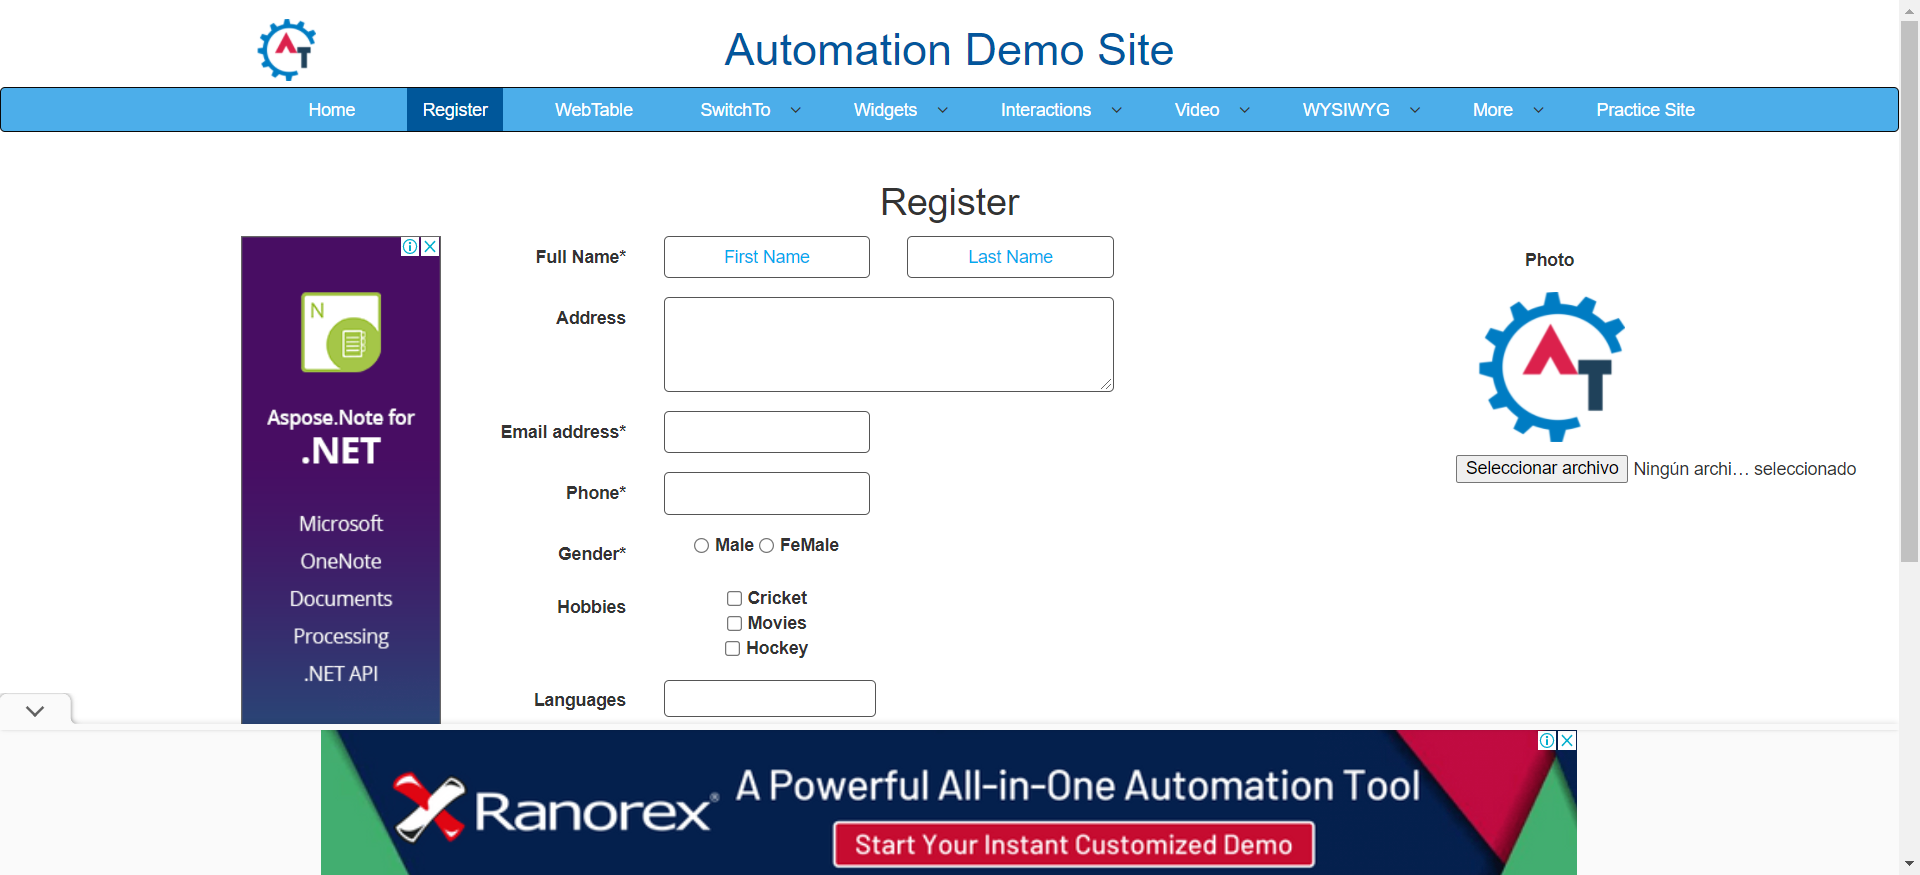 Automation Demo Site
Home Register WebTable SwitchTo Widgets Interactions Video WYSIWYG More Practice Site
Register
Full Name* First Name Last Name
Photo
Address
Email address*
Phone*
Gender* Male FeMale
Hobbies Cricket
Movies
Hockey
Languages
AT
Seleccionar archivo Ningún archi... seleccionado
N
Aspose.Note for
.NET
Microsoft
OneNote
Documents
Processing
.NET API
Ranorex®
A Powerful All-in-One Automation Tool
Start Your Instant Customized Demo